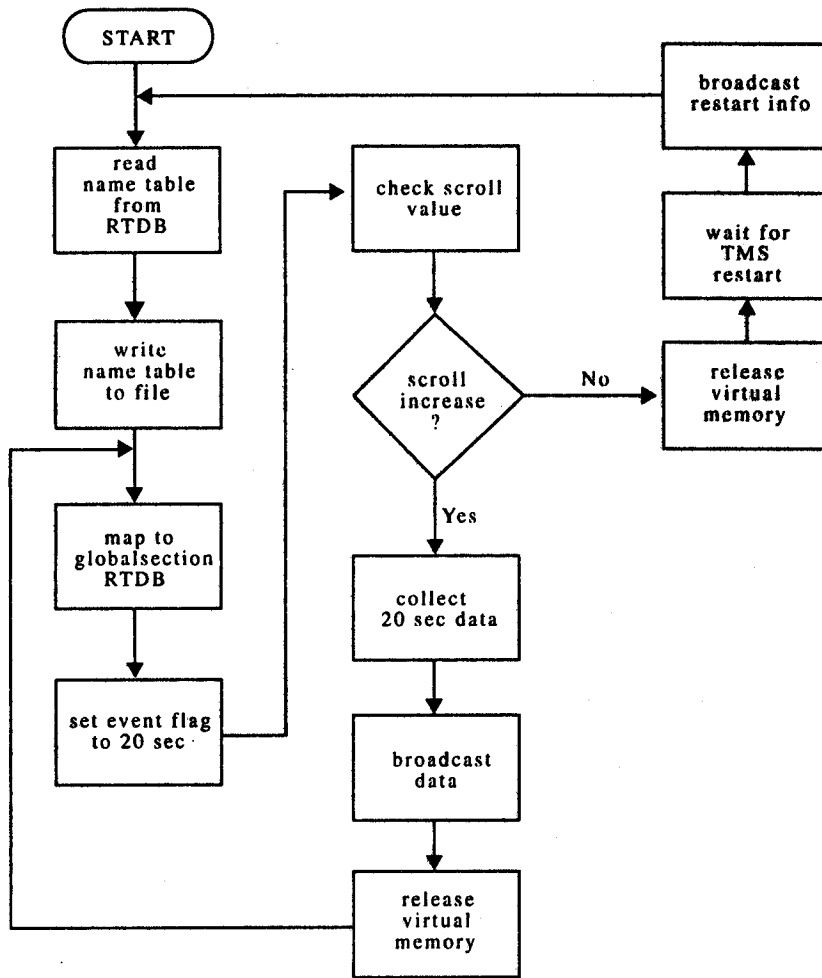 START
read
name table
from
RTDB
write
name table
to file
map to
globalsection
RTDB
set event flag
to 20 sec
check scroll
value
scroll
increase
?
Yes
No
collect
20 sec data
broadcast
data
release
virtual
memory
release
virtual
memory
wait for
TMS
restart
broadcast
restart info